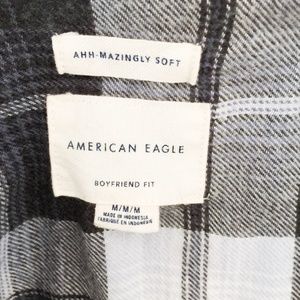 AHH-MAZINGLY SOFT
AMERICAN EAGLE
BOYFRIEND FIT
M/M/M
MADE IN INDONESIA
FABRIQUÉ EN INDONÉSIE